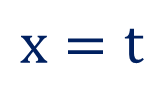 x = t